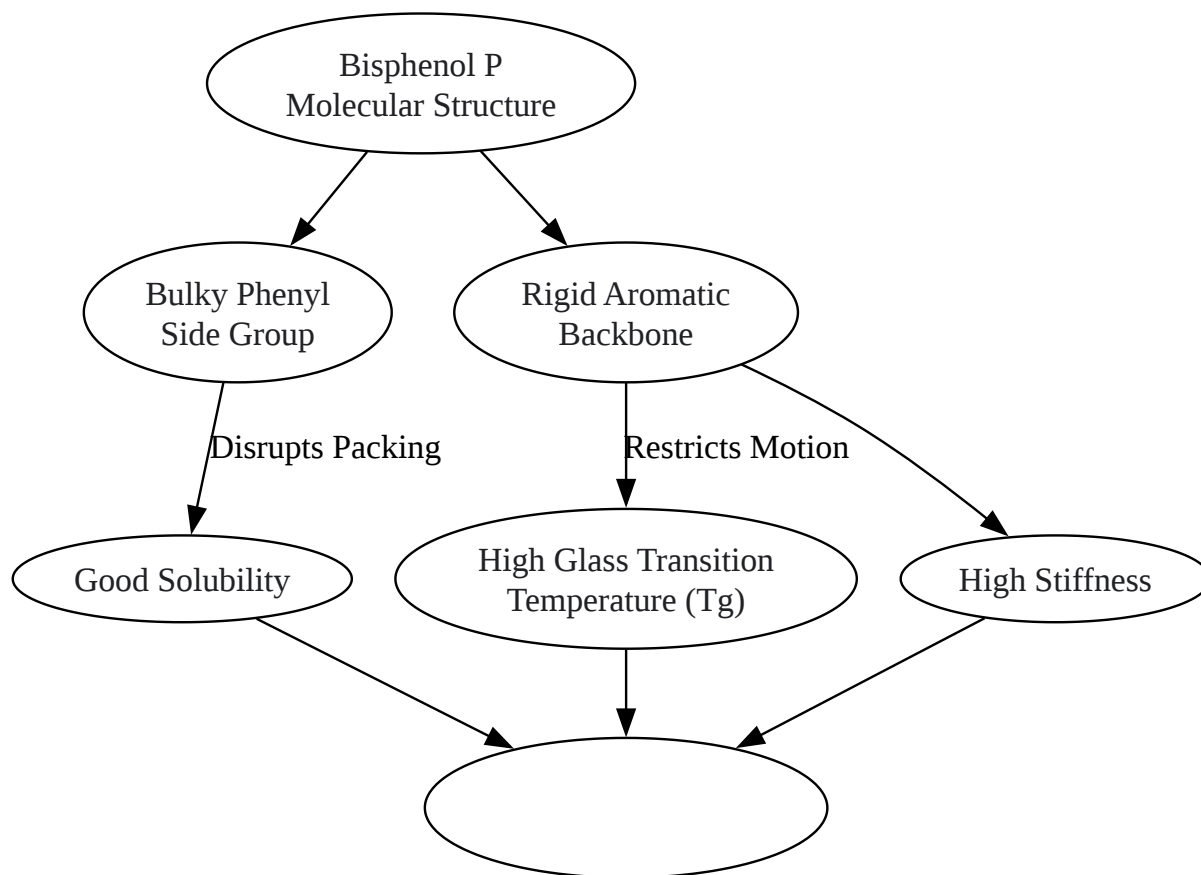 Bisphenol P
Molecular Structure
Bulky Phenyl
Side Group
Rigid Aromatic
Backbone
Disrupts Packing
Restricts Motion
Good Solubility
High Glass Transition
Temperature (Tg)
High Stiffness